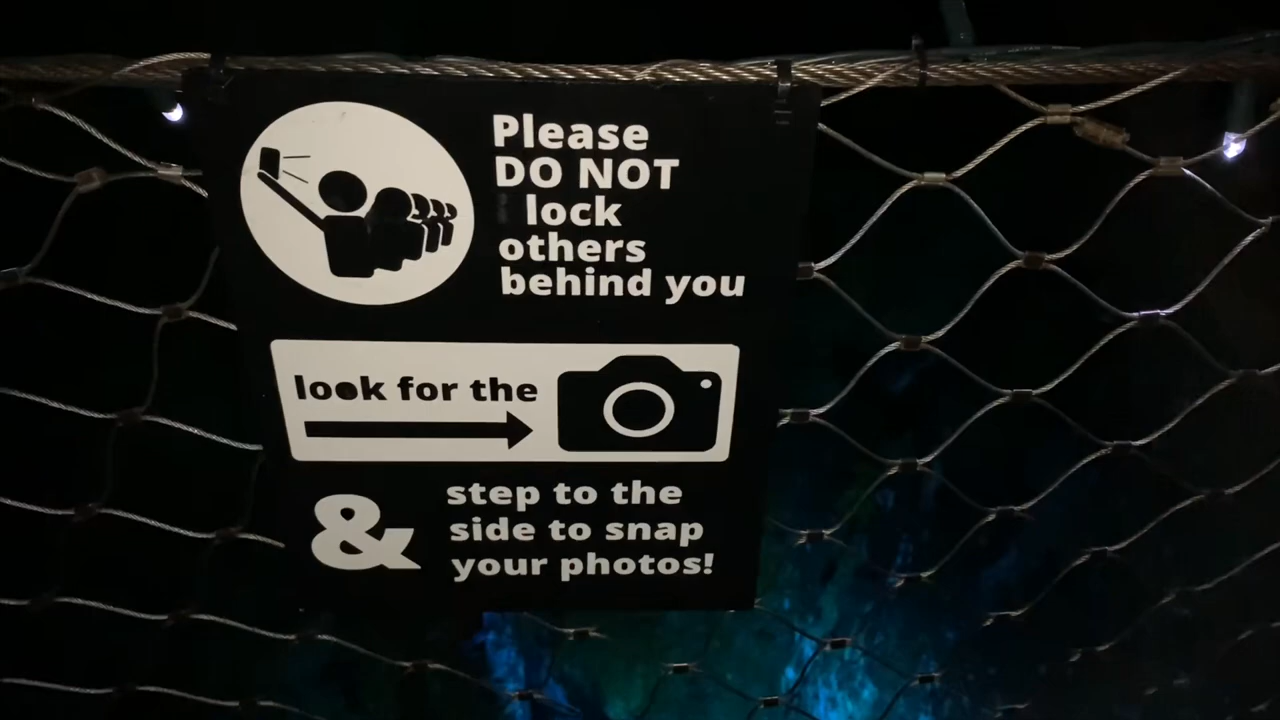 Please
DO NOT
lock
others
behind you
look for the
&
step to the
side to snap
your photos!